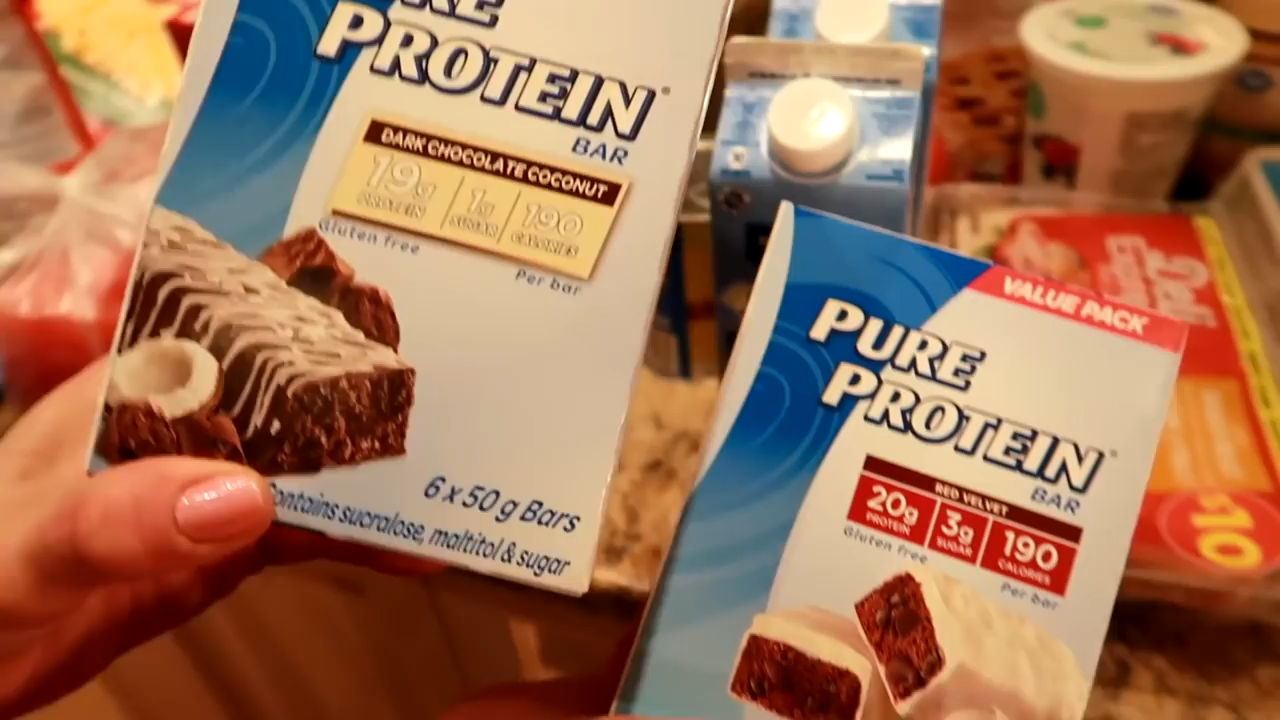 PROTEIN
BAR
DARK CHOCOLATE COCONUT
19g
PROTEIN
1g
SUGAR
190
CALORIES
Gluten free
Per bar
6 x 50 g Bars
Contains sucralose, maltitol & sugar
VALUE PACK
PURE
PROTEIN
BAR
RED VELVET
20g
PROTEIN
3g
SUGAR
190
CALORIES
Gluten free
Per bar
$10